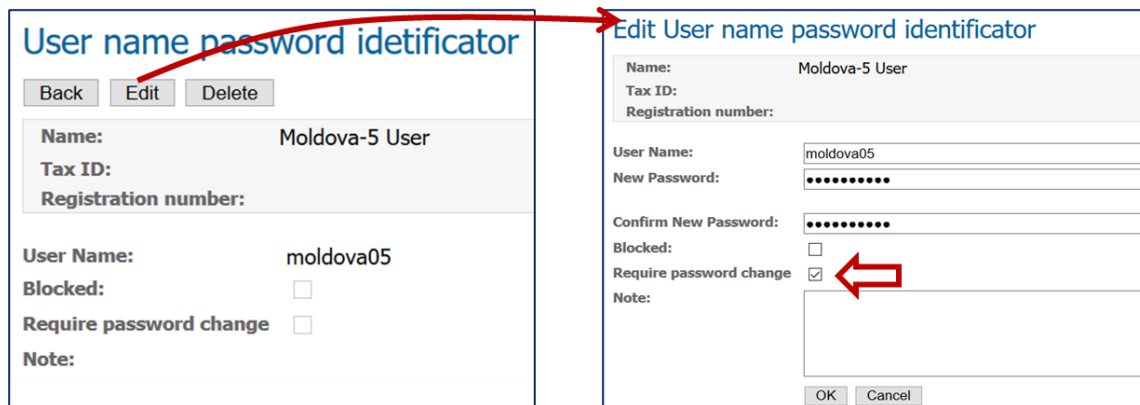 User name password idetificator
Back Edit Delete
Name: Moldova-5 User
Tax ID:
Registration number:
User Name: moldova05
Blocked:
Require password change
Note:
Edit User name password identificator
Name: Moldova-5 User
Tax ID:
Registration number:
User Name: moldova05
New Password: ●●●●●●●●●●
Confirm New Password: ●●●●●●●●●●
Blocked:
Require password change
Note:
OK Cancel